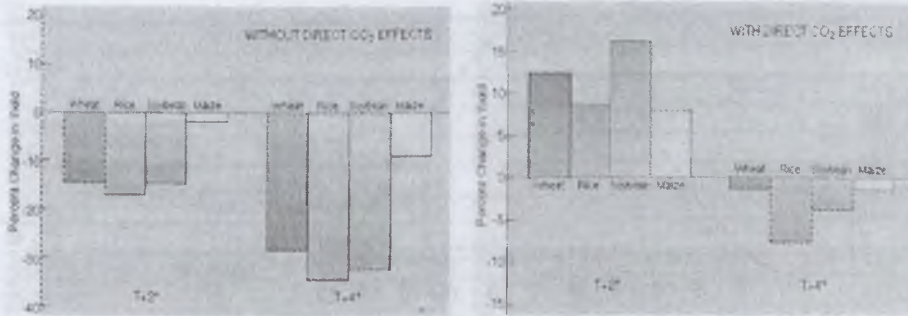 WITHOUT DIRECT CO₂ EFFECTS
Percent Change in Yield
20
10
0
-10
-20
-30
-40
Wheat Rice Soybean Maize
Wheat Rice Soybean Maize
T+2° T+4°
WITH DIRECT CO₂ EFFECTS
Percent Change in Yield
20
15
10
5
0
-5
-10
15
Wheat Rice Soybean Maize
Wheat Rice Soybean Maize
T+2° T+4°